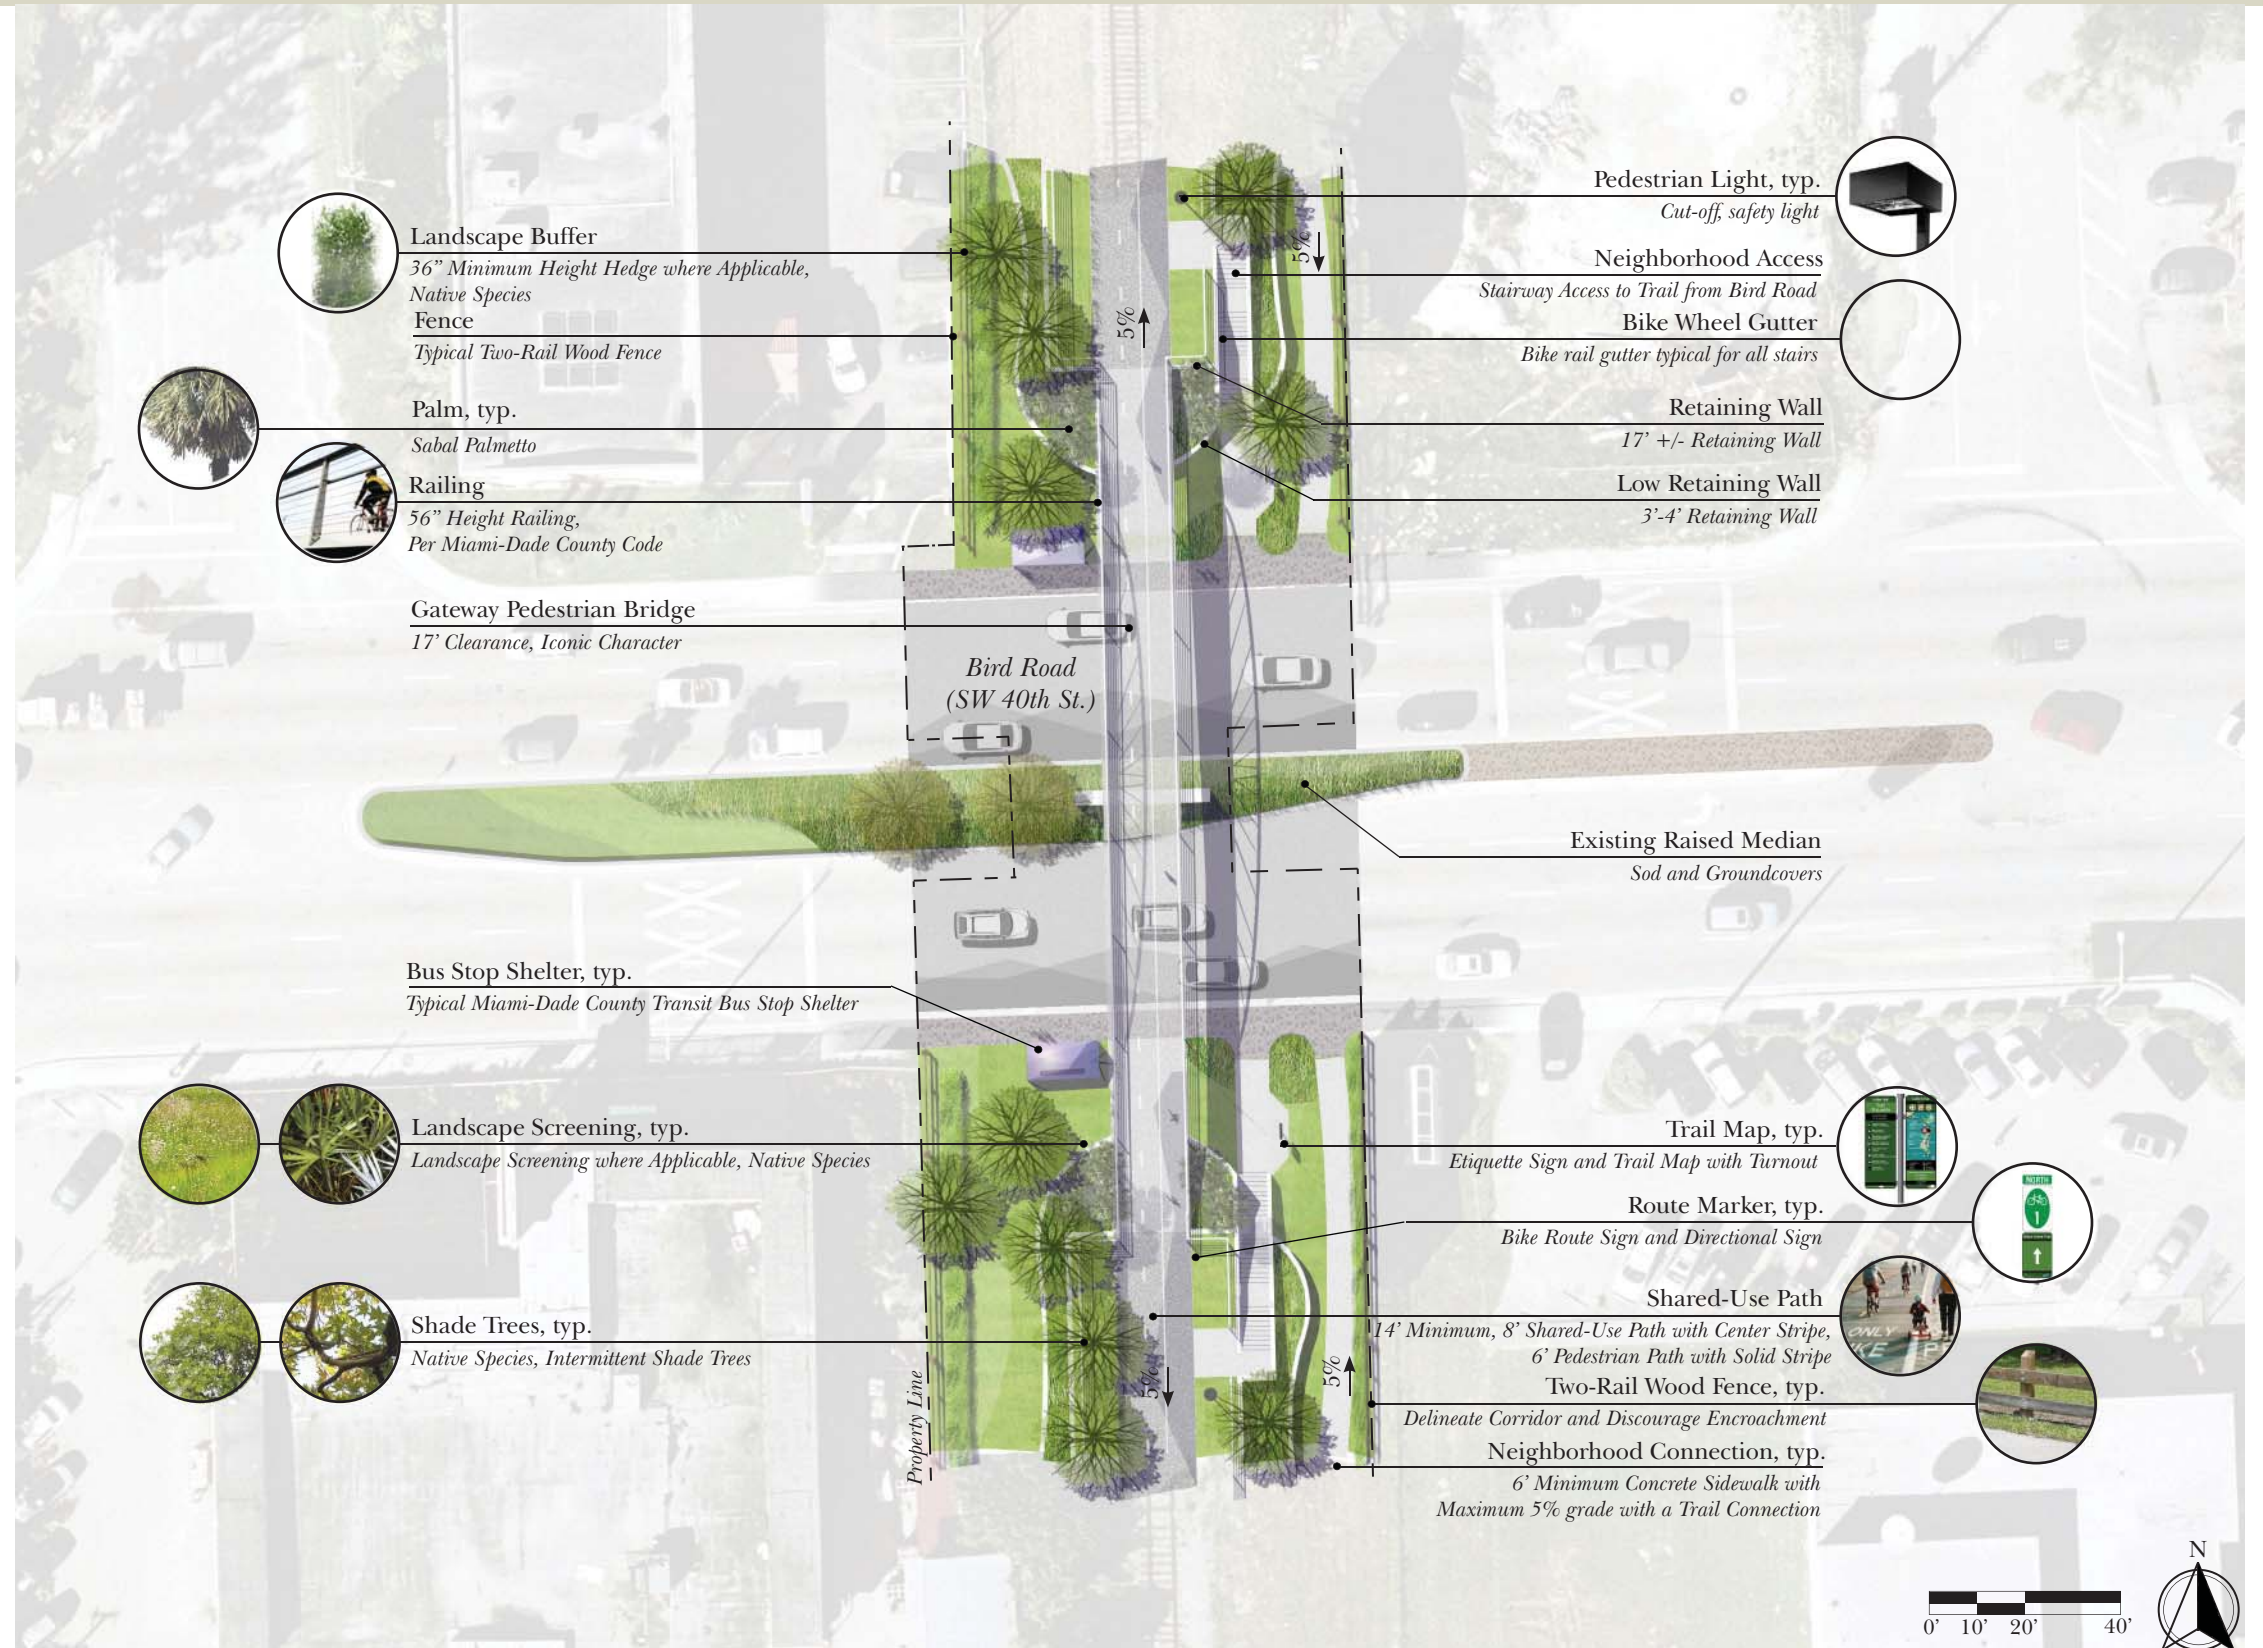 Landscape Buffer
36” Minimum Height Hedge where Applicable,
Native Species
Fence
Typical Two-Rail Wood Fence
Palm, typ.
Sabal Palmetto
Railing
56” Height Railing,
Per Miami-Dade County Code
Gateway Pedestrian Bridge
17’ Clearance, Iconic Character
Bus Stop Shelter, typ.
Typical Miami-Dade County Transit Bus Stop Shelter
Landscape Screening, typ.
Landscape Screening where Applicable, Native Species
Shade Trees, typ.
Native Species, Intermittent Shade Trees
5%
5%
Bird Road
(SW 40th St.)
Property Line
5%
5%
Pedestrian Light, typ.
Cut-off, safety light
Neighborhood Access
Stairway Access to Trail from Bird Road
Bike Wheel Gutter
Bike rail gutter typical for all stairs
Retaining Wall
17’ +/- Retaining Wall
Low Retaining Wall
3’-4’ Retaining Wall
Existing Raised Median
Sod and Groundcovers
Trail Map, typ.
Etiquette Sign and Trail Map with Turnout
Route Marker, typ.
Bike Route Sign and Directional Sign
NORTH
1
Shared-Use Path
14’ Minimum, 8’ Shared-Use Path with Center Stripe,
6’ Pedestrian Path with Solid Stripe
ONLY
Two-Rail Wood Fence, typ.
Delineate Corridor and Discourage Encroachment
Neighborhood Connection, typ.
6’ Minimum Concrete Sidewalk with
Maximum 5% grade with a Trail Connection
N
0’ 10’ 20’ 40’